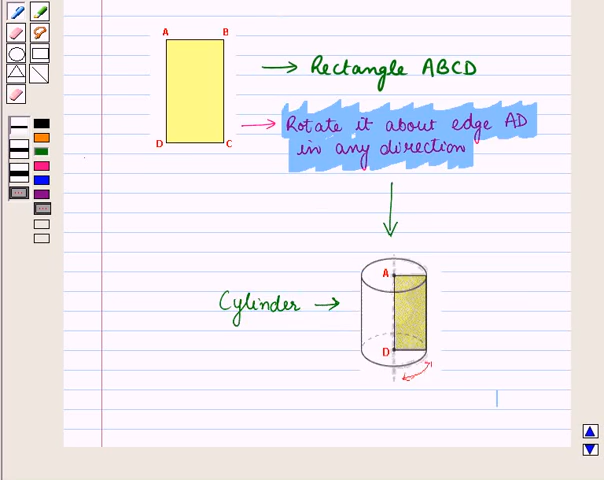 A B
Rectangle ABCD
Rotate it about edge AD
in any direction
D C
A
Cylinder
D